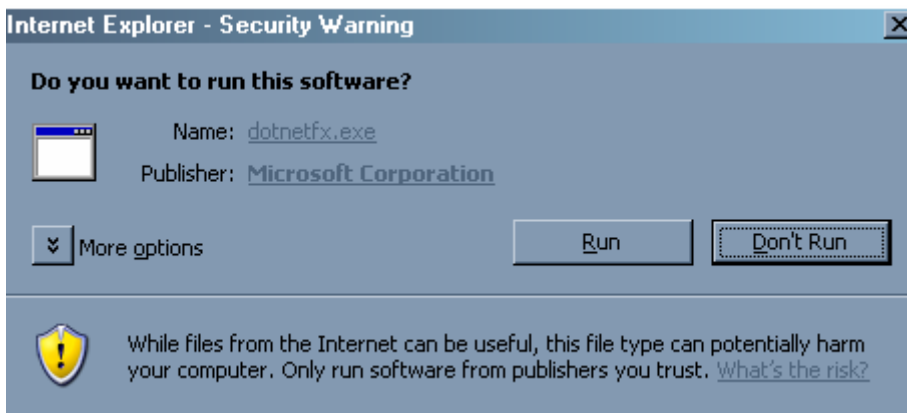 Internet Explorer - Security Warning
Do you want to run this software?
Name: dotnetfx.exe
Publisher: Microsoft Corporation
More options
Run
Don't Run
While files from the Internet can be useful, this file type can potentially harm
your computer. Only run software from publishers you trust. What's the risk?